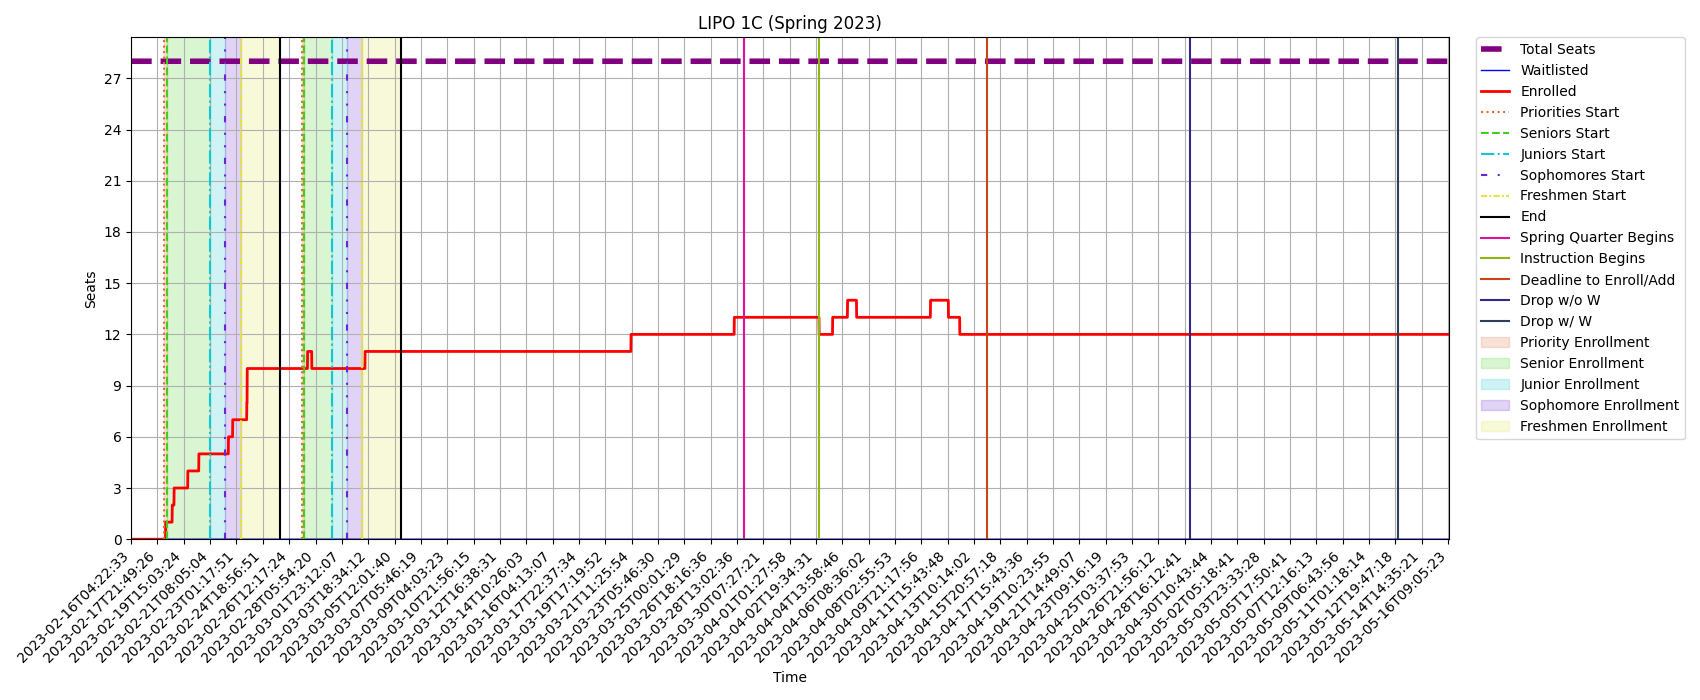 LIPO 1C (Spring 2023)
Seats
27
24
21
18
15
12
9
6
3
0
2023-02-16T04:22:33
2023-02-17T21:49:26
2023-02-19T15:03:24
2023-02-21T08:05:04
2023-02-23T01:17:51
2023-02-24T18:56:51
2023-02-26T12:17:24
2023-02-28T05:54:20
2023-03-01T23:12:07
2023-03-03T18:34:12
2023-03-05T12:01:40
2023-03-07T05:46:19
2023-03-09T04:03:23
2023-03-12T11:56:15
2023-03-12T16:38:31
2023-03-14T10:26:03
2023-03-16T04:13:07
2023-03-17T22:37:34
2023-03-19T17:19:52
2023-03-21T11:25:54
2023-03-23T05:46:30
2023-03-25T00:01:29
2023-03-26T18:16:36
2023-03-28T13:02:36
2023-03-30T07:27:21
2023-04-01T01:27:58
2023-04-02T19:34:31
2023-04-04T13:58:46
2023-04-06T08:36:02
2023-04-08T02:55:53
2023-04-09T21:17:56
2023-04-11T15:43:48
2023-04-13T10:14:02
2023-04-15T20:57:18
2023-04-17T15:43:36
2023-04-19T10:23:55
2023-04-21T14:49:07
2023-04-23T09:16:19
2023-04-25T03:37:53
2023-04-26T21:56:12
2023-04-28T16:12:41
2023-04-30T10:43:44
2023-05-02T05:18:41
2023-05-03T23:33:28
2023-05-05T17:50:41
2023-05-07T12:16:13
2023-05-09T06:43:56
2023-05-11T01:18:14
2023-05-12T19:47:18
2023-05-14T14:35:21
2023-05-16T09:05:23
Time
Total Seats
Waitlisted
Enrolled
Priorities Start
Seniors Start
Juniors Start
Sophomores Start
Freshmen Start
End
Spring Quarter Begins
Instruction Begins
Deadline to Enroll/Add
Drop w/o W
Drop w/ W
Priority Enrollment
Senior Enrollment
Junior Enrollment
Sophomore Enrollment
Freshmen Enrollment